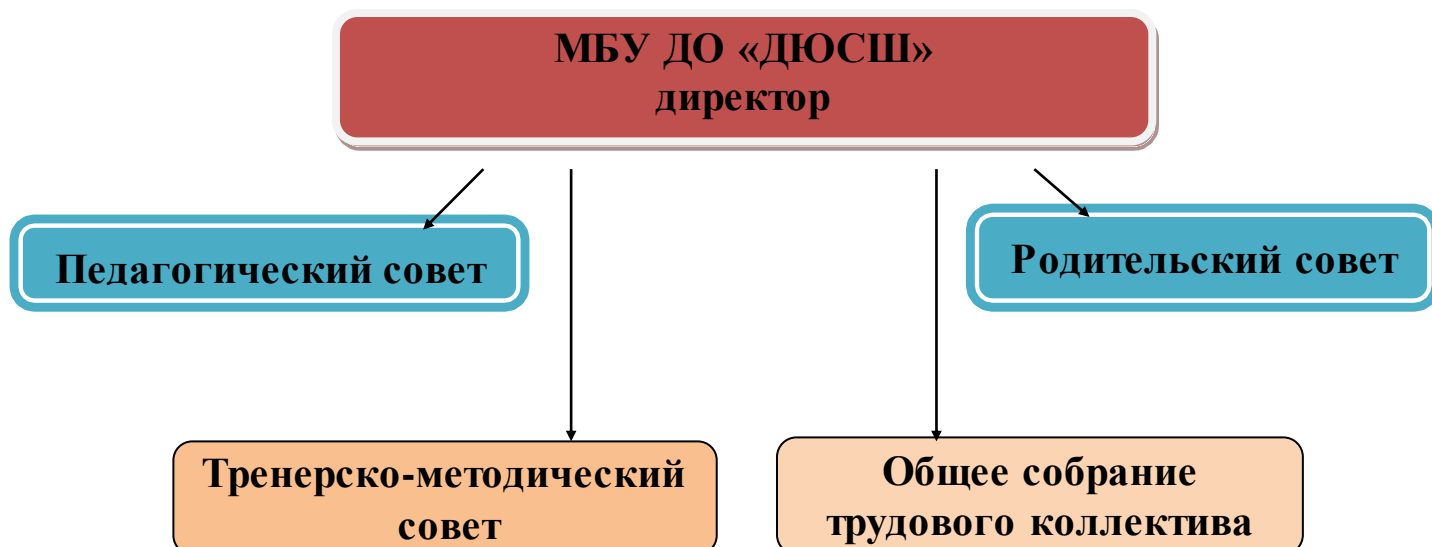 МБУ ДО «ДЮСШ»
директор
Педагогический совет
Родительский совет
Тренерско-методический
совет
Общее собрание
трудового коллектива